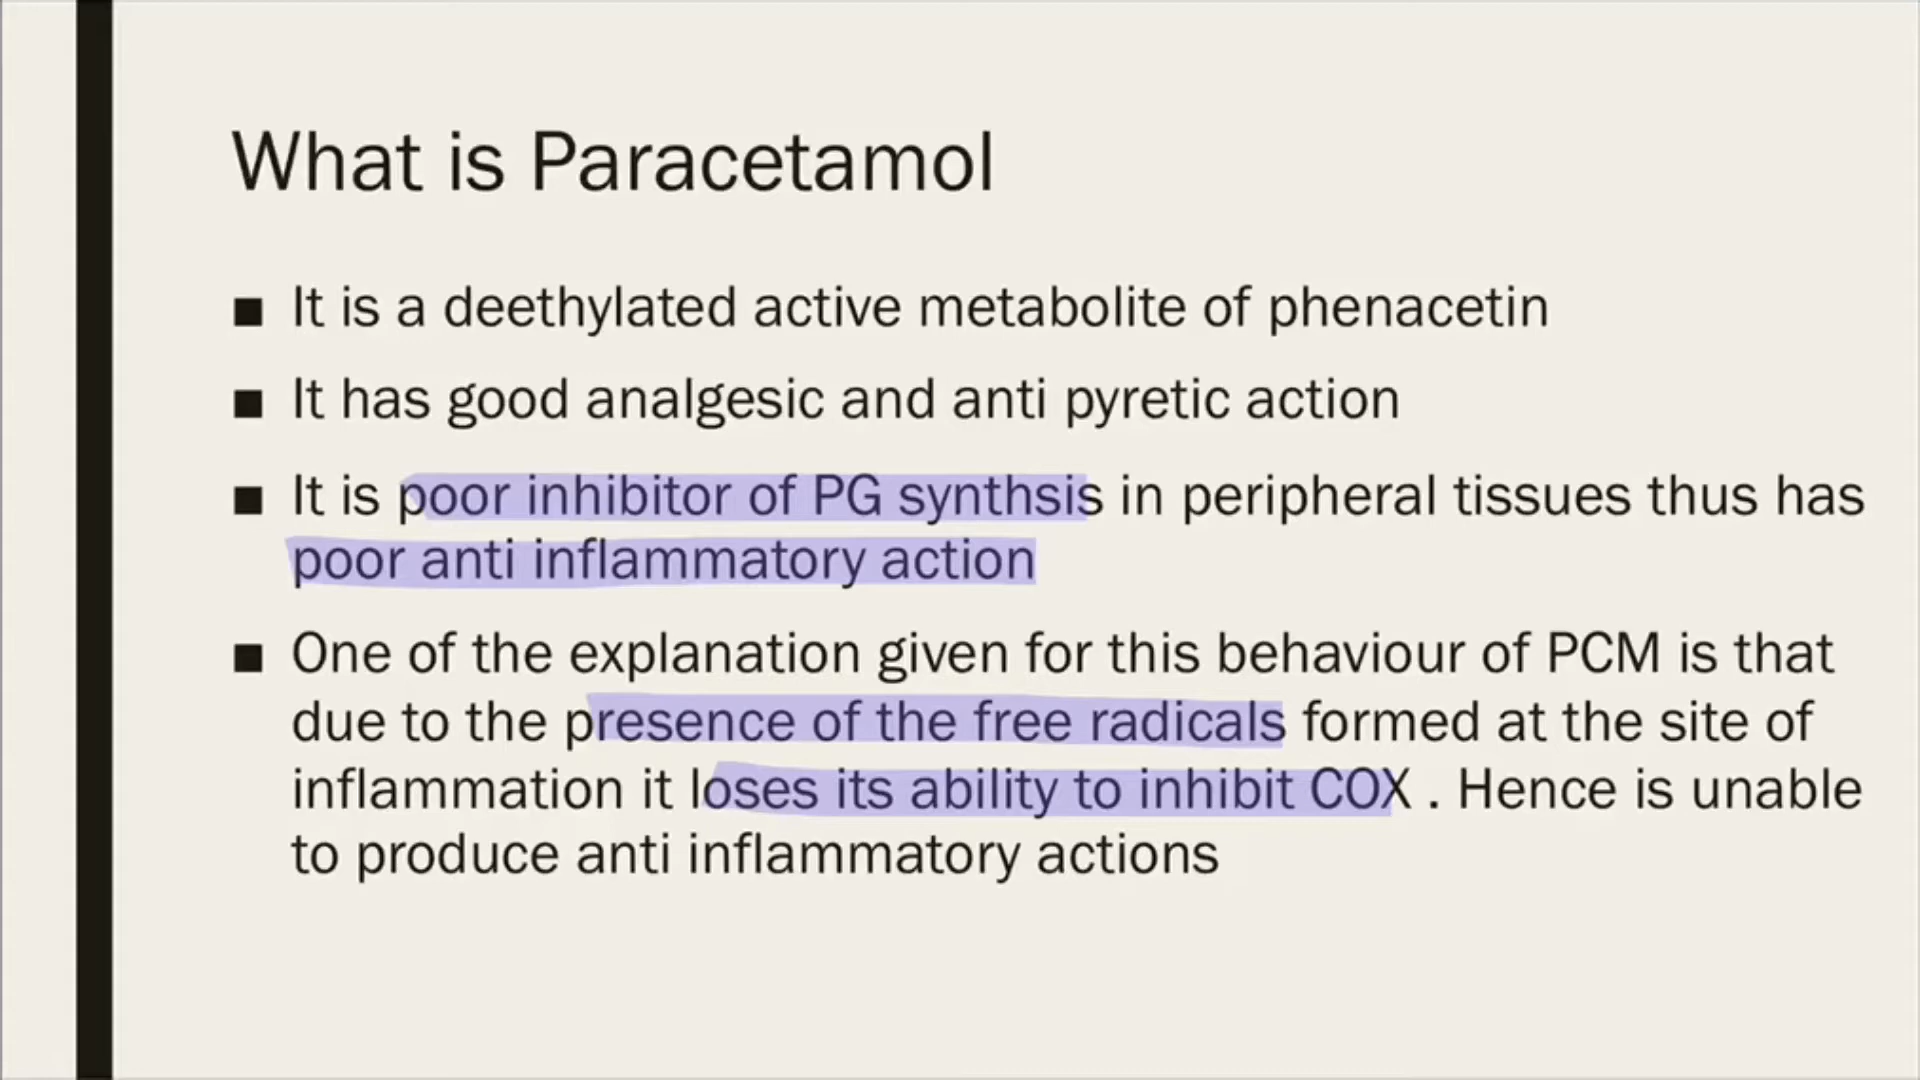 What is Paracetamol
■ It is a deethylated active metabolite of phenacetin
■ It has good analgesic and anti pyretic action
■ It is poor inhibitor of PG synthsis in peripheral tissues thus has
poor anti inflammatory action
■ One of the explanation given for this behaviour of PCM is that
due to the presence of the free radicals formed at the site of
inflammation it loses its ability to inhibit COX . Hence is unable
to produce anti inflammatory actions